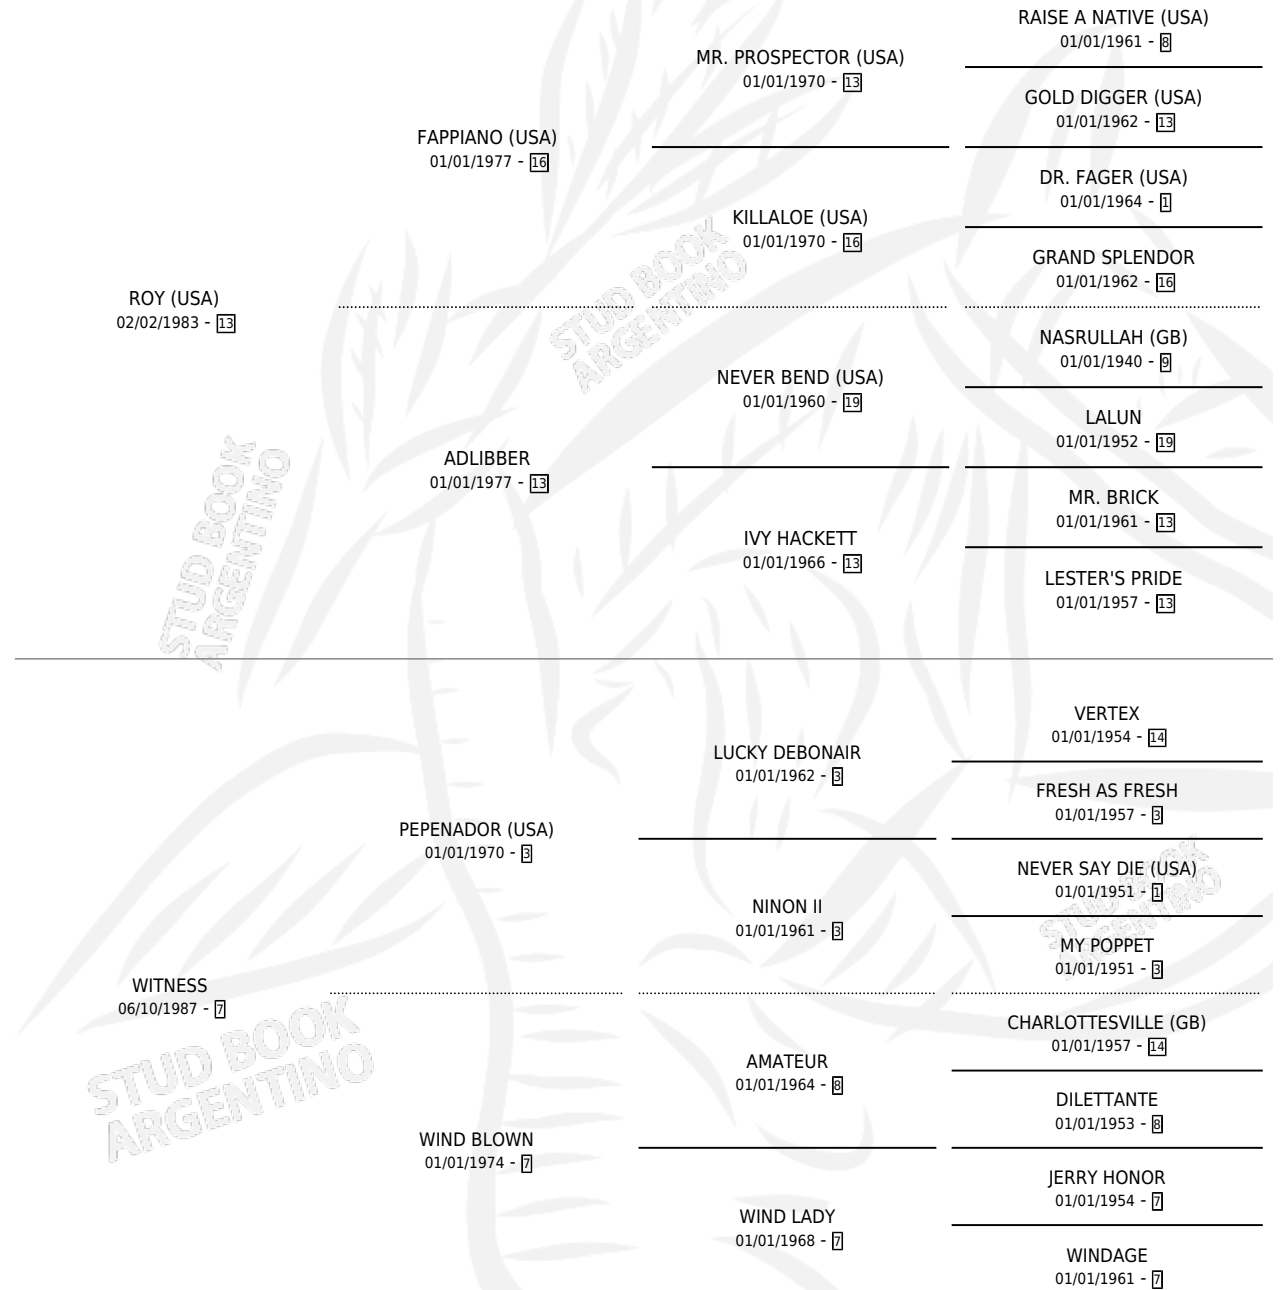 RAISE A NATIVE (USA)
01/01/1961 - 8
MR. PROSPECTOR (USA)
01/01/1970 - 13
GOLD DIGGER (USA)
01/01/1962 - 13
FAPPIANO (USA)
01/01/1977 - 16
DR. FAGER (USA)
01/01/1964 - 1
KILLALOE (USA)
01/01/1970 - 16
GRAND SPLENDOR
01/01/1962 - 16
STUD BOOK
ARGENTINO
ROY (USA)
02/02/1983 - 13
NASRULLAH (GB)
01/01/1940 - 9
NEVER BEND (USA)
01/01/1960 - 19
LALUN
01/01/1952 - 19
ADLIBBER
01/01/1977 - 13
MR. BRICK
01/01/1961 - 13
IVY HACKETT
01/01/1966 - 13
LESTER'S PRIDE
01/01/1957 - 13
STUD BOOK
ARGENTINO
VERTEX
01/01/1954 - 14
LUCKY DEBONAIR
01/01/1962 - 3
FRESH AS FRESH
01/01/1957 - 3
PEPENADOR (USA)
01/01/1970 - 3
NEVER SAY DIE (USA)
01/01/1951 - 1
NINON II
01/01/1961 - 3
MY POPPET
01/01/1951 - 3
STUD BOOK
ARGENTINO
WITNESS
06/10/1987 - 7
CHARLOTTESVILLE (GB)
01/01/1957 - 14
AMATEUR
01/01/1964 - 8
DILETTANTE
01/01/1953 - 8
STUD BOOK
ARGENTINO
WIND BLOWN
01/01/1974 - 7
JERRY HONOR
01/01/1954 - 7
WIND LADY
01/01/1968 - 7
WINDAGE
01/01/1961 - 7